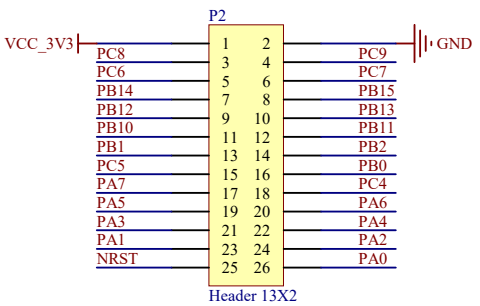 P2
VCC_3V3 1 2 GND
PC8 3 4 PC9
PC6 5 6 PC7
PB14 7 8 PB15
PB12 9 10 PB13
PB10 11 12 PB11
PB1 13 14 PB2
PC5 15 16 PB0
PA7 17 18 PC4
PA5 19 20 PA6
PA3 21 22 PA4
PA1 23 24 PA2
NRST 25 26 PA0
Header 13X2